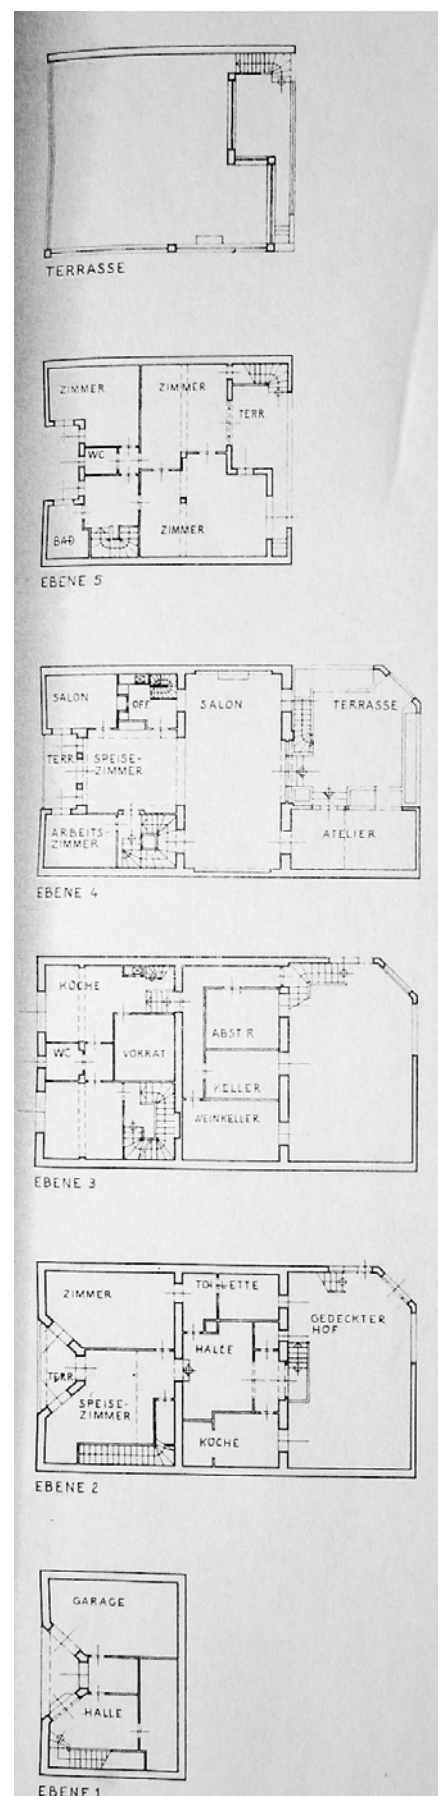 TERRASSE
ZIMMER
ZIMMER
TERR
WC
BAD
ZIMMER
EBENE 5
SALON
OFF.
SALON
TERRASSE
TERR.
SPEISE-
ZIMMER
ARBEITS-
ZIMMER
ATELIER
EBENE 4
KÜCHE
ABST R.
WC
VORRAT
KELLER
WEINKELLER
EBENE 3
ZIMMER
TOILETTE
GEDECKTER
HOF
HALLE
TERR.
SPEISE-
ZIMMER
KÜCHE
EBENE 2
GARAGE
HALLE
EBENE 1